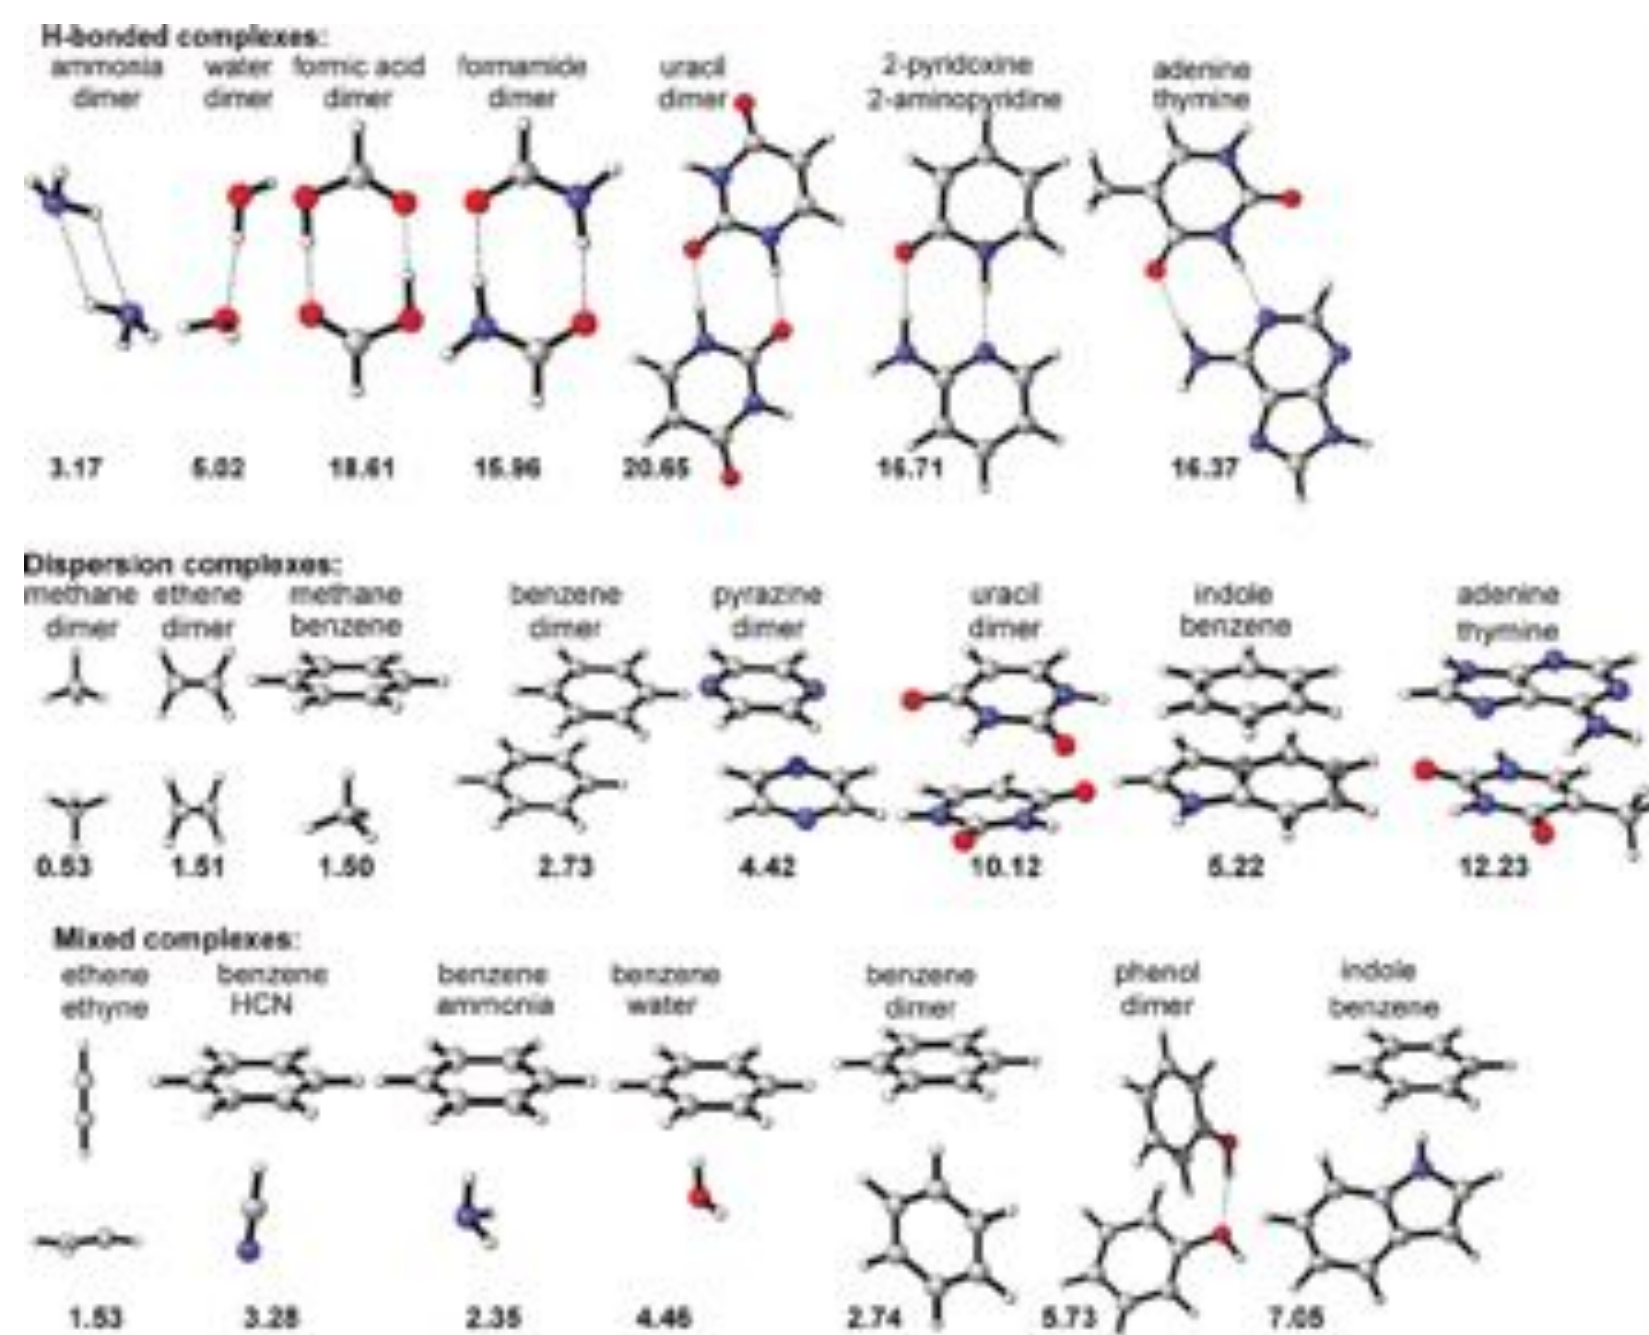 H-bonded complexes:
ammonia water formic acid formamide uracil 2-pyridoxine adenine
dimer dimer dimer dimer dimer 2-aminopyridine thymine
3.17 5.02 18.61 15.96 20.65 16.71 16.37
Dispersion complexes:
methane ethene methane benzene pyrazine uracil indole adenine
dimer dimer benzene dimer dimer dimer benzene thymine
0.53 1.51 1.50 2.73 4.42 10.12 5.22 12.23
Mixed complexes:
ethene benzene benzene benzene benzene phenol indole
ethyne HCN ammonia water dimer dimer benzene
1.53 3.28 2.35 4.46 2.74 5.73 7.05